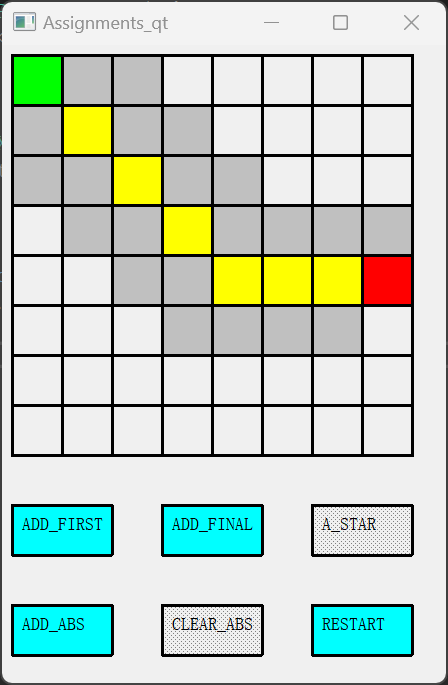 Assignments_qt
ADD_FIRST
ADD_FINAL
A_STAR
ADD_ABS
CLEAR_ABS
RESTART